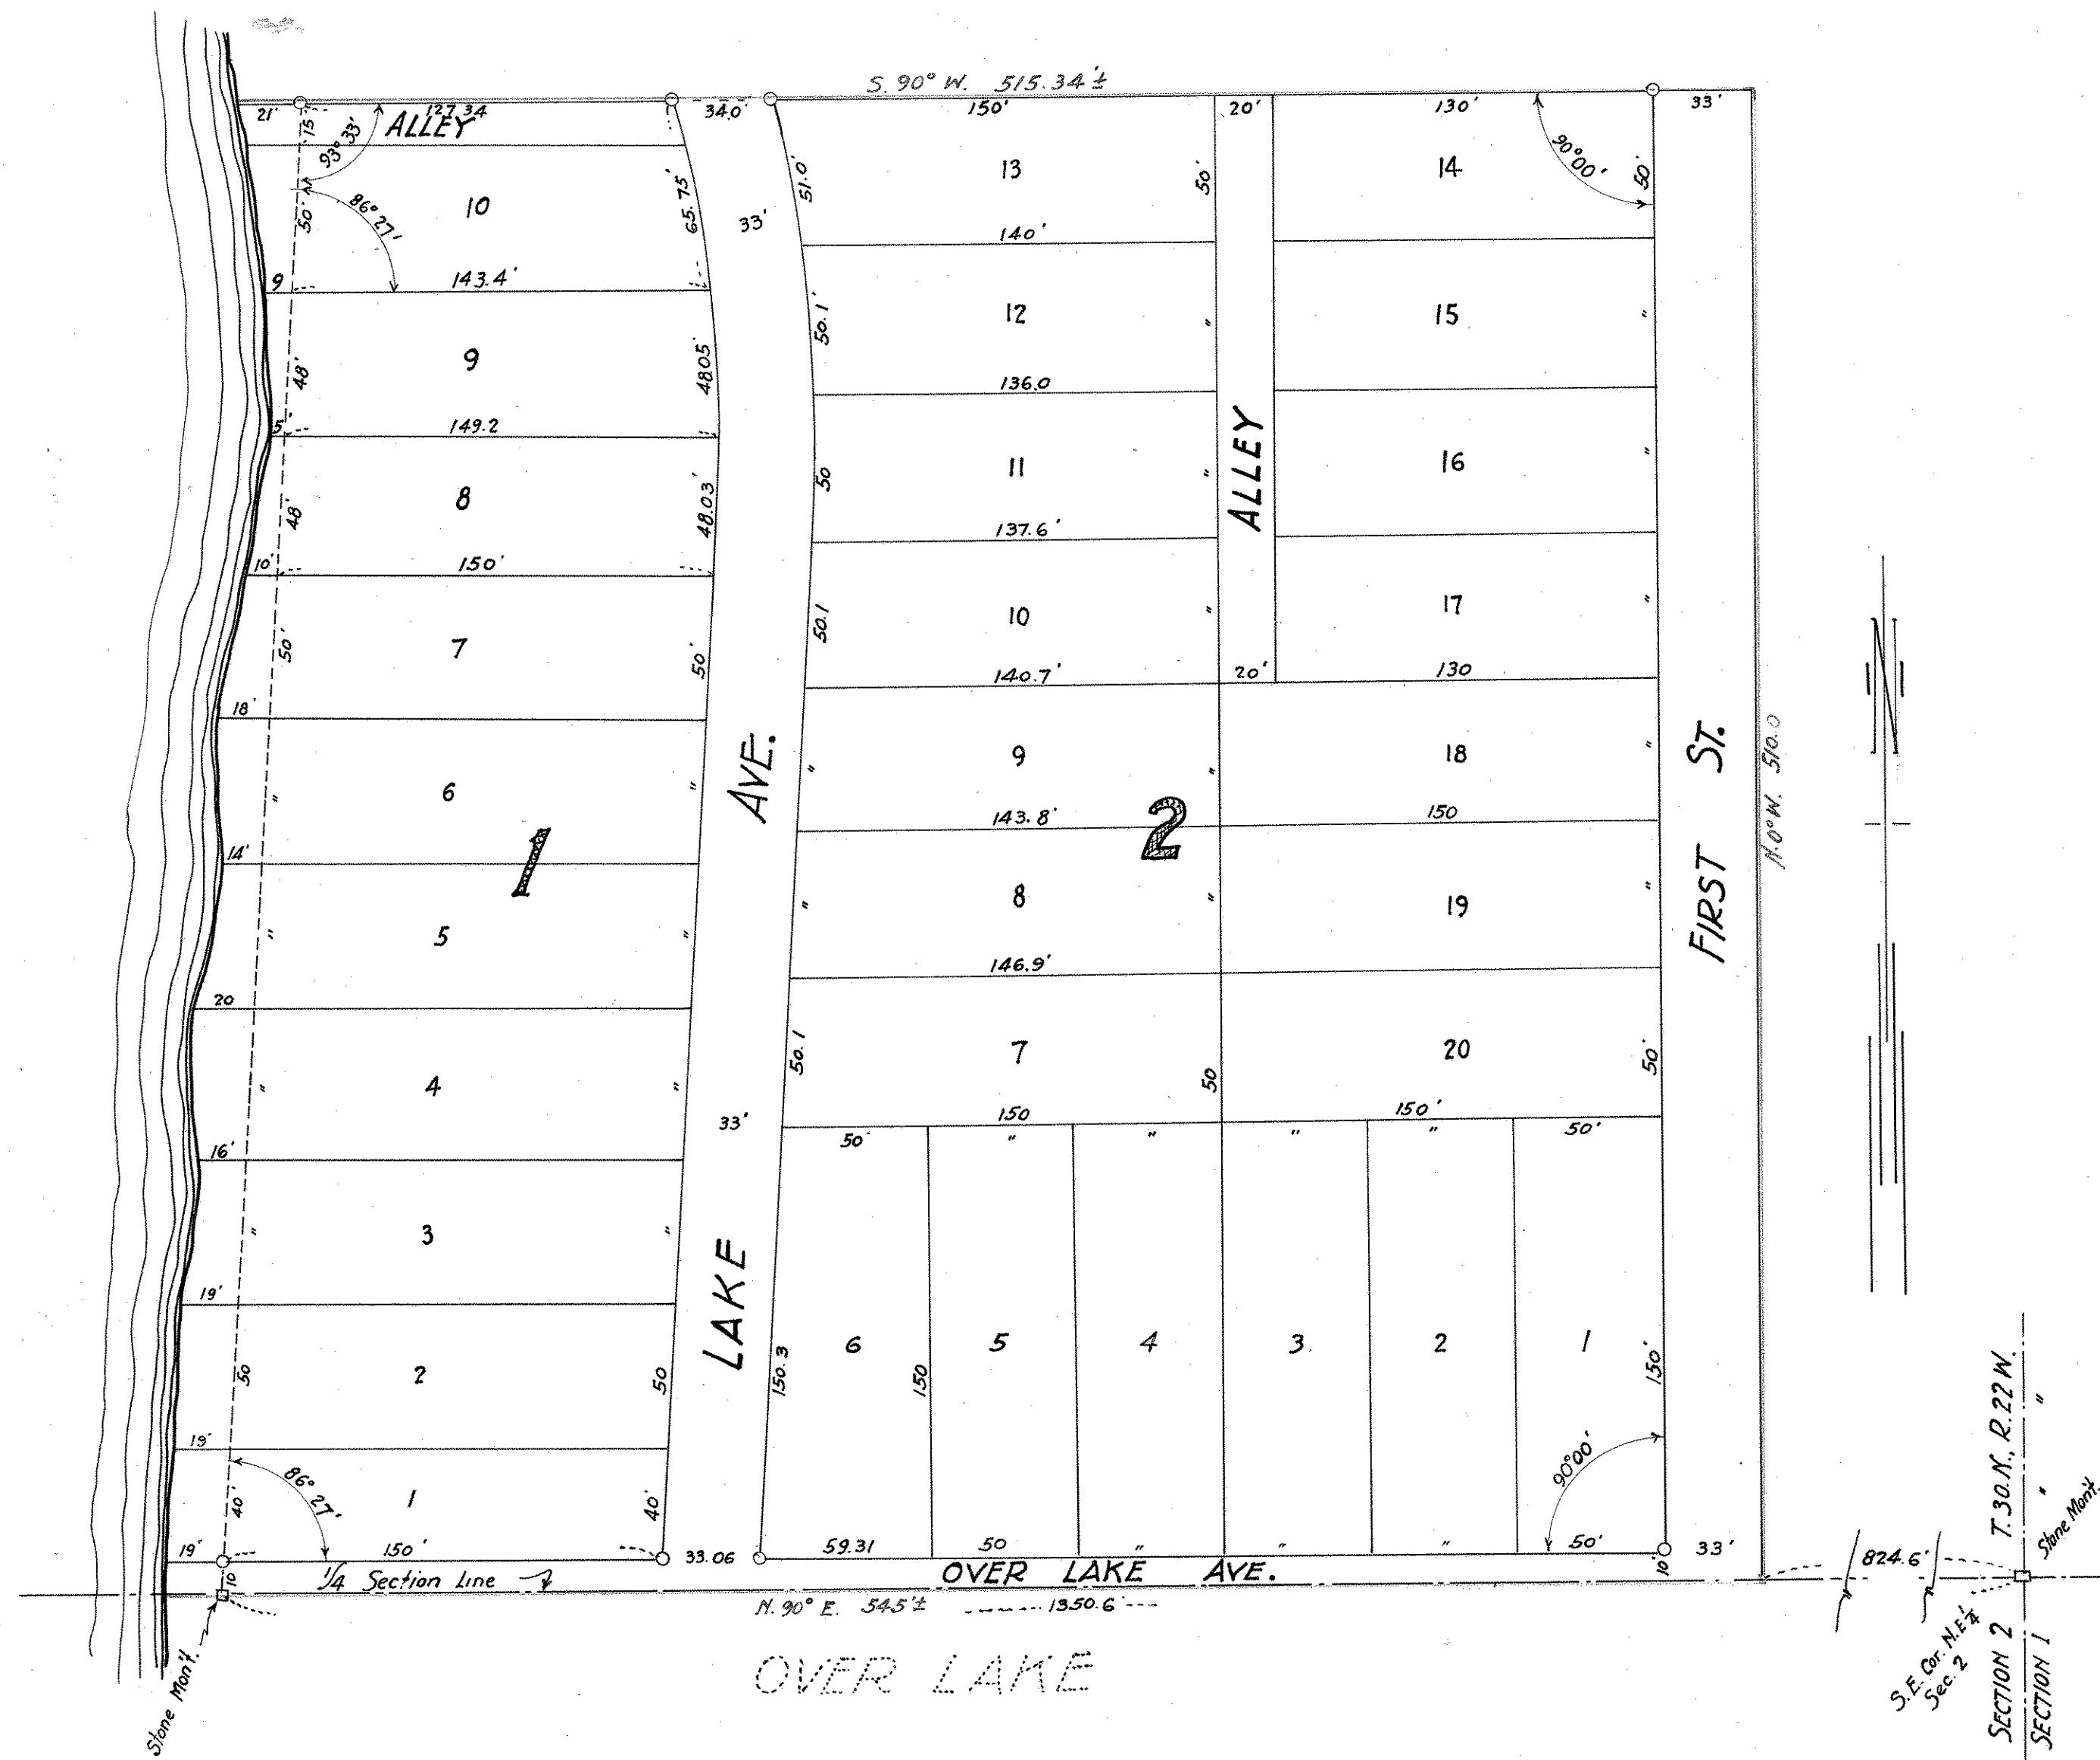 S. 90° W. 515.34'±
21' 127.34 34.0' 150' 20' 130' 33'
ALLEY
15'
93° 33'
86° 27'
50' 10 65.75' 33' 51.0' 13 50' 14 90°00' 50'
9 143.4' 140'
48' 9 48.05' 50.1' 12 " 15 "
5' 149.2 136.0
48' 8 48.03' 50 11 " ALLEY 16 "
10' 150' 137.6'
50' 7 50' 50.1 10 " 17 "
18' 140.7' 20' 130
" 6 " " 9 " 18 "
14' 143.8' 150
1
2
LAKE AVE.
FIRST ST.
N. 0° W. 510.0
" 5 " " 8 " 19 "
20 146.9'
" 4 " 50.1 7 50 20 50'
16' 33' 150 150'
50' " " " " 50'
" 3 "
19'
50 2 50 150.3 6 150 5 4 3 2 1 150'
19'
86° 27'
90°00'
40' 1 40'
19' 150' 33.06 59.31 50 " " " 50' 33'
10' 1/4 Section Line OVER LAKE AVE. 10'
N. 90° E. 545'± 1350.6'
824.6'
Stone Mon't.
OVER LAKE
T. 30. N., R. 22 W.
" "
Stone Mon't.
S.E. Cor. N.E 1/4
Sec. 2
SECTION 2
SECTION 1
N